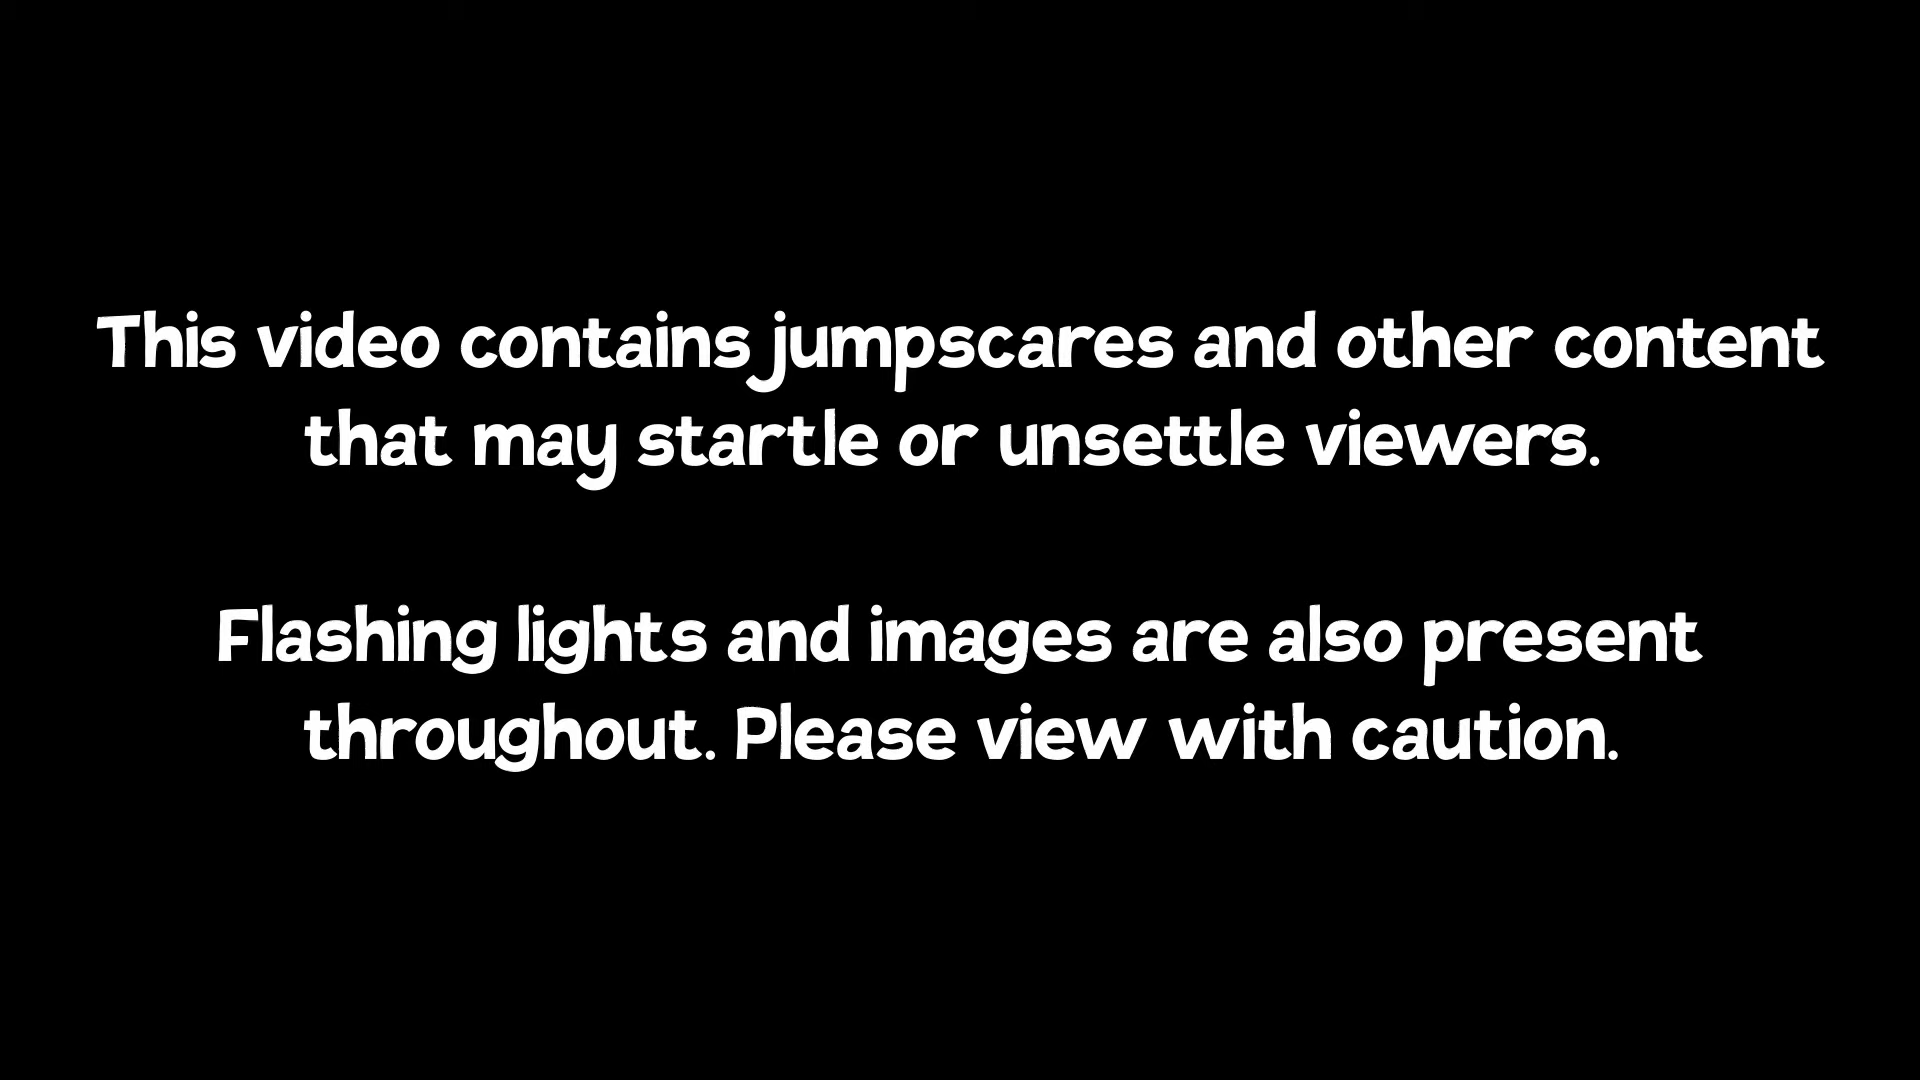 This video contains jumpscares and other content
that may startle or unsettle viewers.
Flashing lights and images are also present
throughout. Please view with caution.